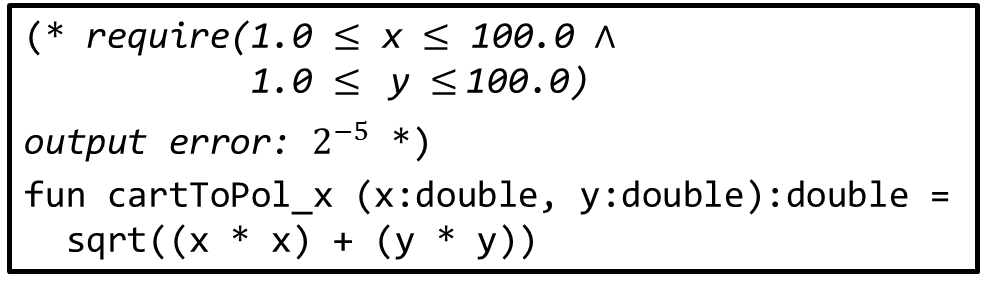 (* require(1.0 ≤ x ≤ 100.0 ∧
1.0 ≤ y ≤100.0)
output error: 2⁻⁵ *)
fun cartToPol_x (x:double, y:double):double =
sqrt((x * x) + (y * y))